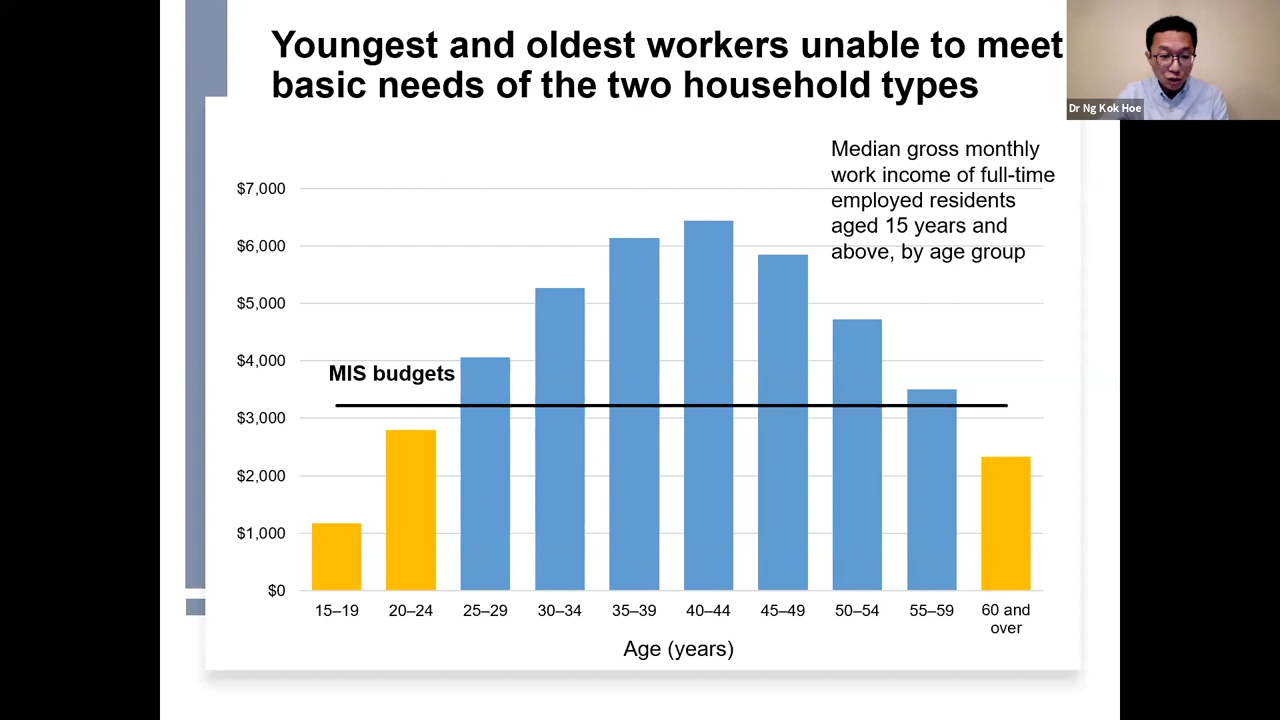 Youngest and oldest workers unable to meet
basic needs of the two household types
Dr Ng Kok Hoe
Median gross monthly
work income of full-time
employed residents
aged 15 years and
above, by age group
$7,000
$6,000
$5,000
$4,000
MIS budgets
$3,000
$2,000
$1,000
$0
15–19 20–24 25–29 30–34 35–39 40–44 45–49 50–54 55–59 60 and
over
Age (years)